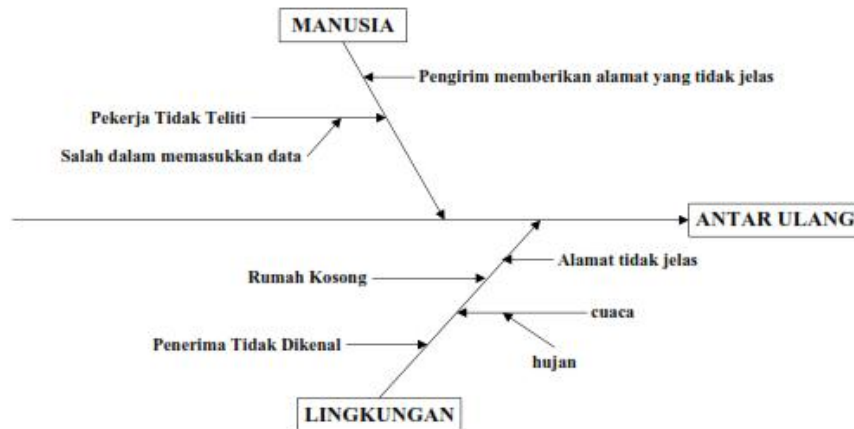 MANUSIA
Pengirim memberikan alamat yang tidak jelas
Pekerja Tidak Teliti
Salah dalam memasukkan data
ANTAR ULANG
Alamat tidak jelas
Rumah Kosong
cuaca
Penerima Tidak Dikenal
hujan
LINGKUNGAN